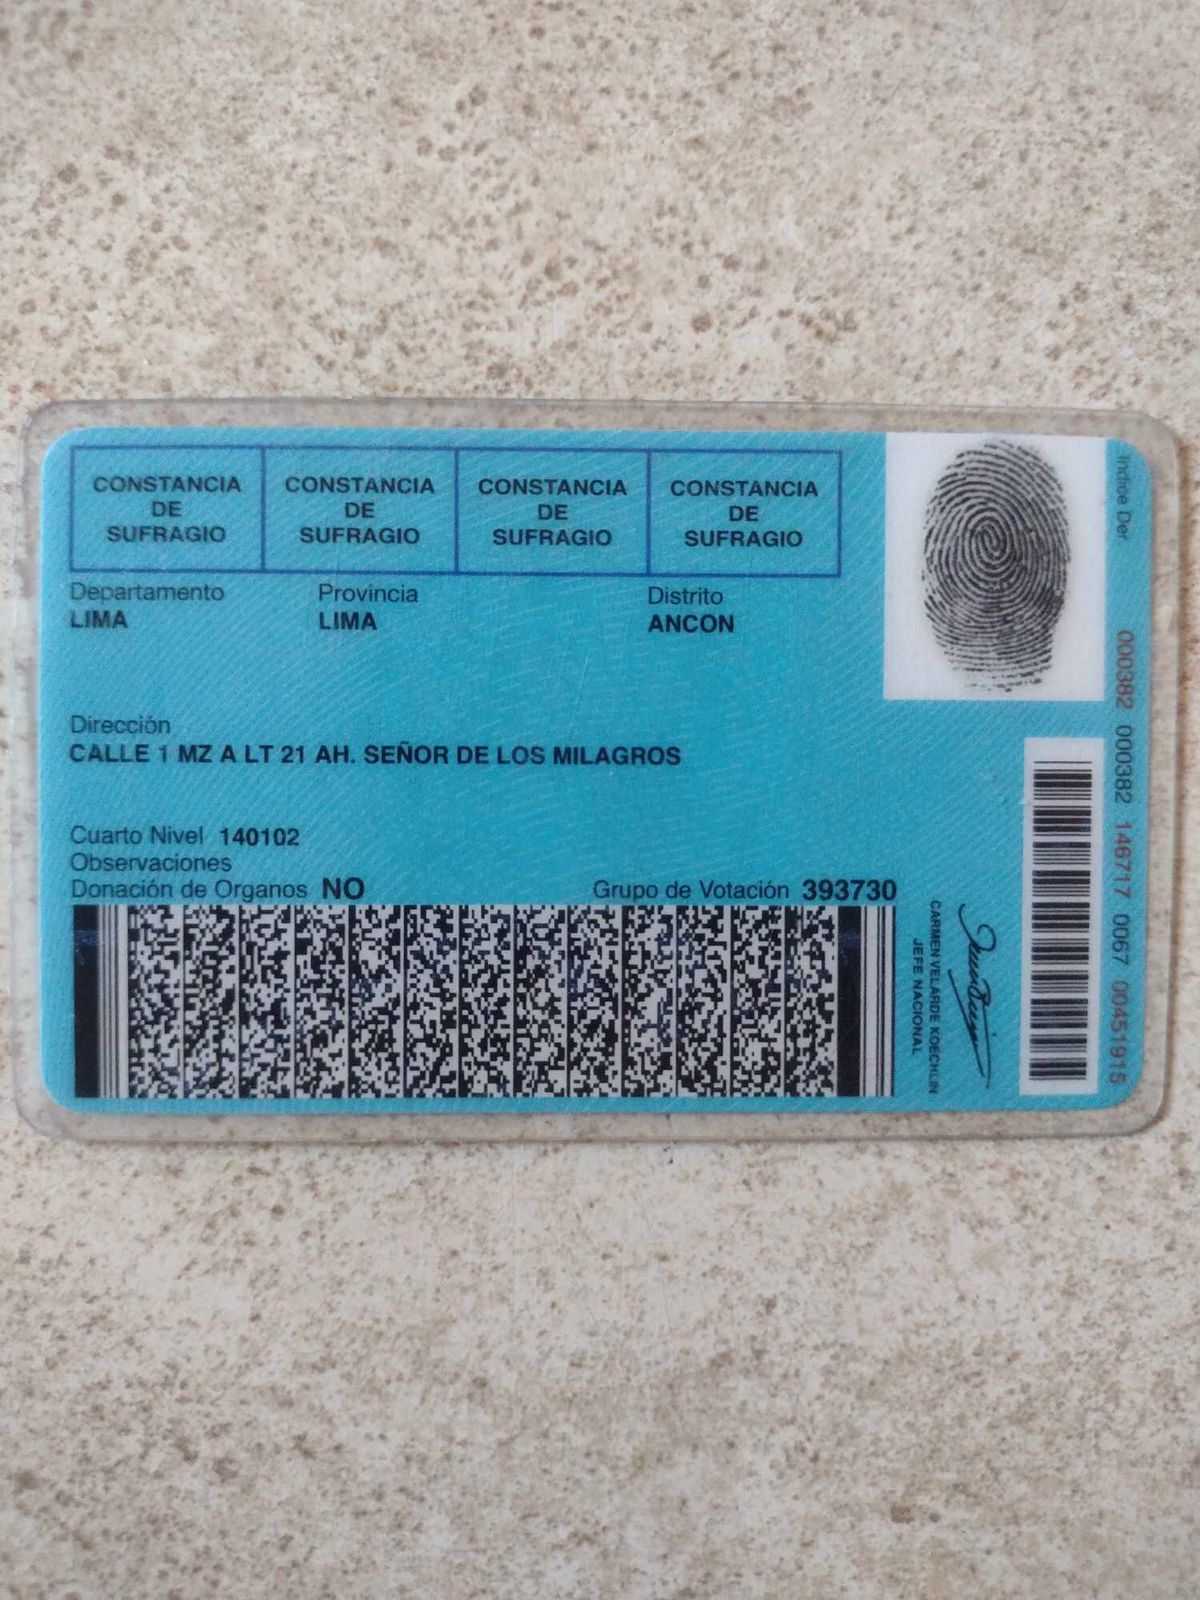 CONSTANCIA
DE
SUFRAGIO
CONSTANCIA
DE
SUFRAGIO
CONSTANCIA
DE
SUFRAGIO
CONSTANCIA
DE
SUFRAGIO
Departamento Provincia Distrito
LIMA LIMA ANCON
Dirección
CALLE 1 MZ A LT 21 AH. SEÑOR DE LOS MILAGROS
Cuarto Nivel 140102
Observaciones
Donación de Organos NO Grupo de Votación 393730
CARMEN VELARDE KOECHLIN
JEFE NACIONAL
Indice Der
000382 000382 146717 0067 00451915